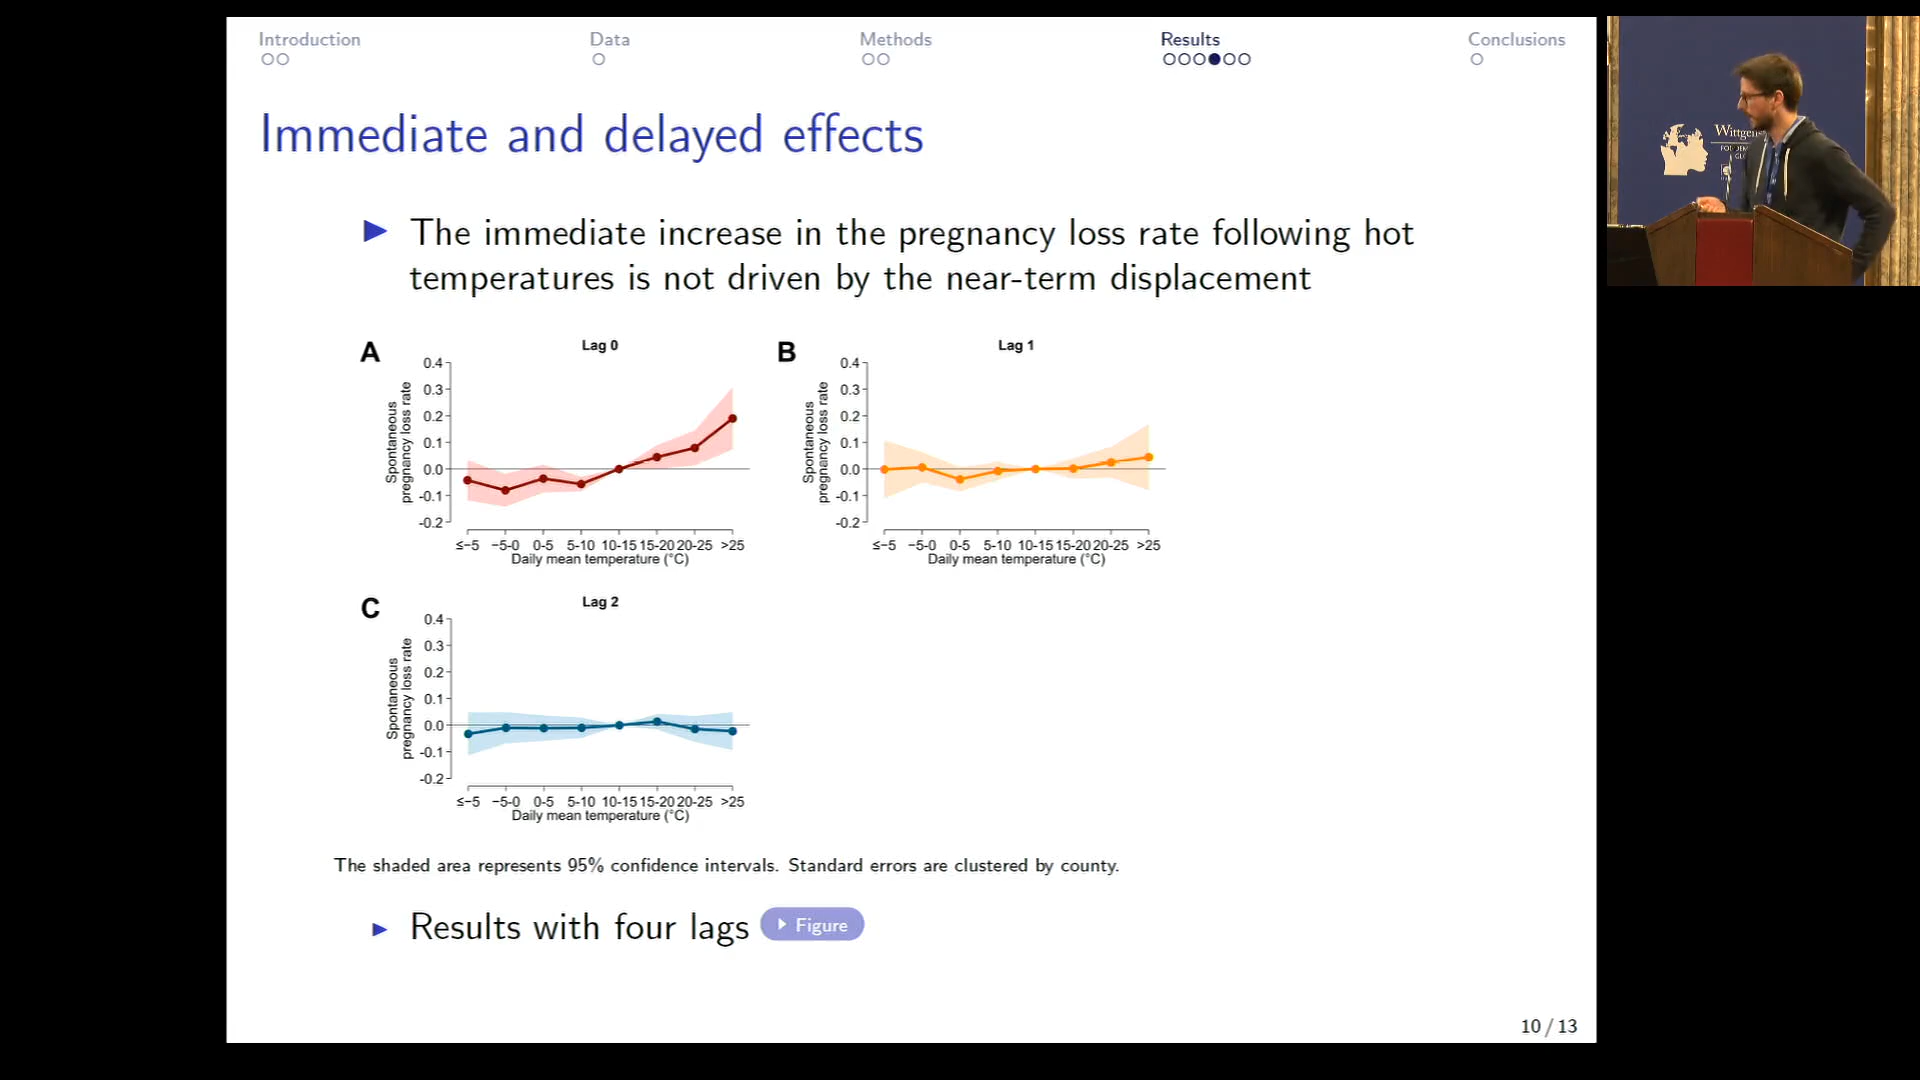 Introduction
Data
Methods
Results
Conclusions
Immediate and delayed effects
The immediate increase in the pregnancy loss rate following hot
temperatures is not driven by the near-term displacement
A
Lag 0
Spontaneous
pregnancy loss rate
0.4
0.3
0.2
0.1
0.0
-0.1
-0.2
≤−5 −5-0 0-5 5-10 10-15 15-20 20-25 >25
Daily mean temperature (°C)
B
Lag 1
Spontaneous
pregnancy loss rate
0.4
0.3
0.2
0.1
0.0
-0.1
-0.2
≤−5 −5-0 0-5 5-10 10-15 15-20 20-25 >25
Daily mean temperature (°C)
C
Lag 2
Spontaneous
pregnancy loss rate
0.4
0.3
0.2
0.1
0.0
-0.1
-0.2
≤−5 −5-0 0-5 5-10 10-15 15-20 20-25 >25
Daily mean temperature (°C)
The shaded area represents 95% confidence intervals. Standard errors are clustered by county.
Results with four lags
Figure
10 / 13
Wittgens